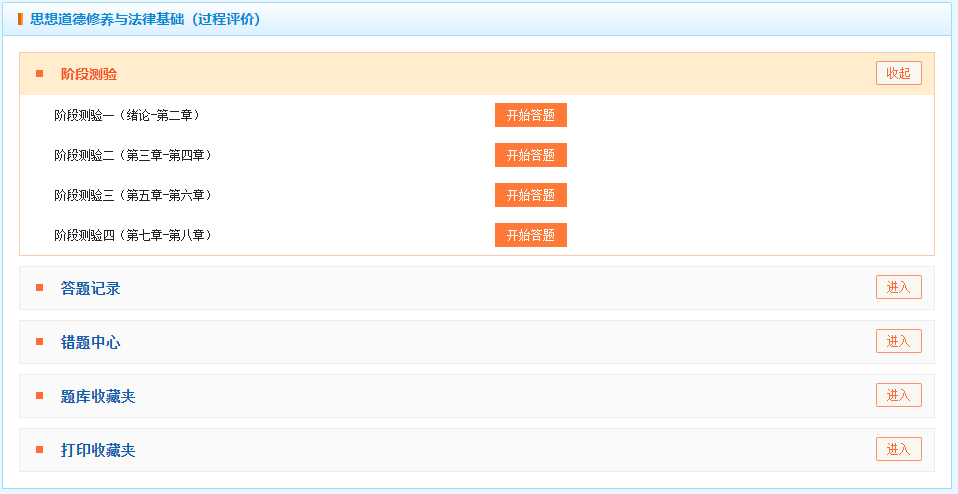 思想道德修养与法律基础（过程评价）
阶段测验 收起
阶段测验一（绪论-第二章） 开始答题
阶段测验二（第三章-第四章） 开始答题
阶段测验三（第五章-第六章） 开始答题
阶段测验四（第七章-第八章） 开始答题
答题记录 进入
错题中心 进入
题库收藏夹 进入
打印收藏夹 进入